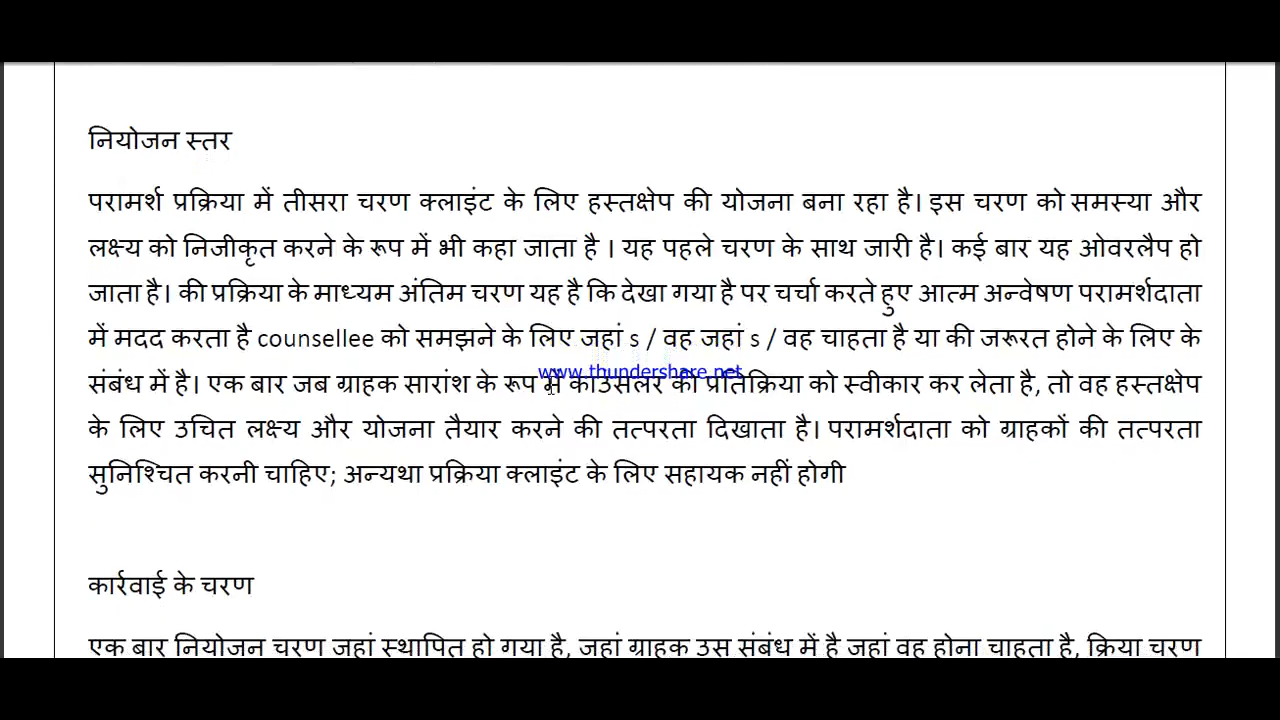 नियोजन स्तर
परामर्श प्रक्रिया में तीसरा चरण क्लाइंट के लिए हस्तक्षेप की योजना बना रहा है। इस चरण को समस्या और
लक्ष्य को निजीकृत करने के रूप में भी कहा जाता है । यह पहले चरण के साथ जारी है। कई बार यह ओवरलैप हो
जाता है। की प्रक्रिया के माध्यम अंतिम चरण यह है कि देखा गया है पर चर्चा करते हुए आत्म अन्वेषण परामर्शदाता
में मदद करता है counsellee को समझने के लिए जहां s / वह जहां s / वह चाहता है या की जरूरत होने के लिए के
www.thundershare.net
संबंध में है। एक बार जब ग्राहक सारांश के रूप में काउंसलर की प्रतिक्रिया को स्वीकार कर लेता है, तो वह हस्तक्षेप
के लिए उचित लक्ष्य और योजना तैयार करने की तत्परता दिखाता है। परामर्शदाता को ग्राहकों की तत्परता
सुनिश्चित करनी चाहिए; अन्यथा प्रक्रिया क्लाइंट के लिए सहायक नहीं होगी
कार्रवाई के चरण
एक बार नियोजन चरण जहां स्थापित हो गया है, जहां ग्राहक उस संबंध में है जहां वह होना चाहता है, क्रिया चरण